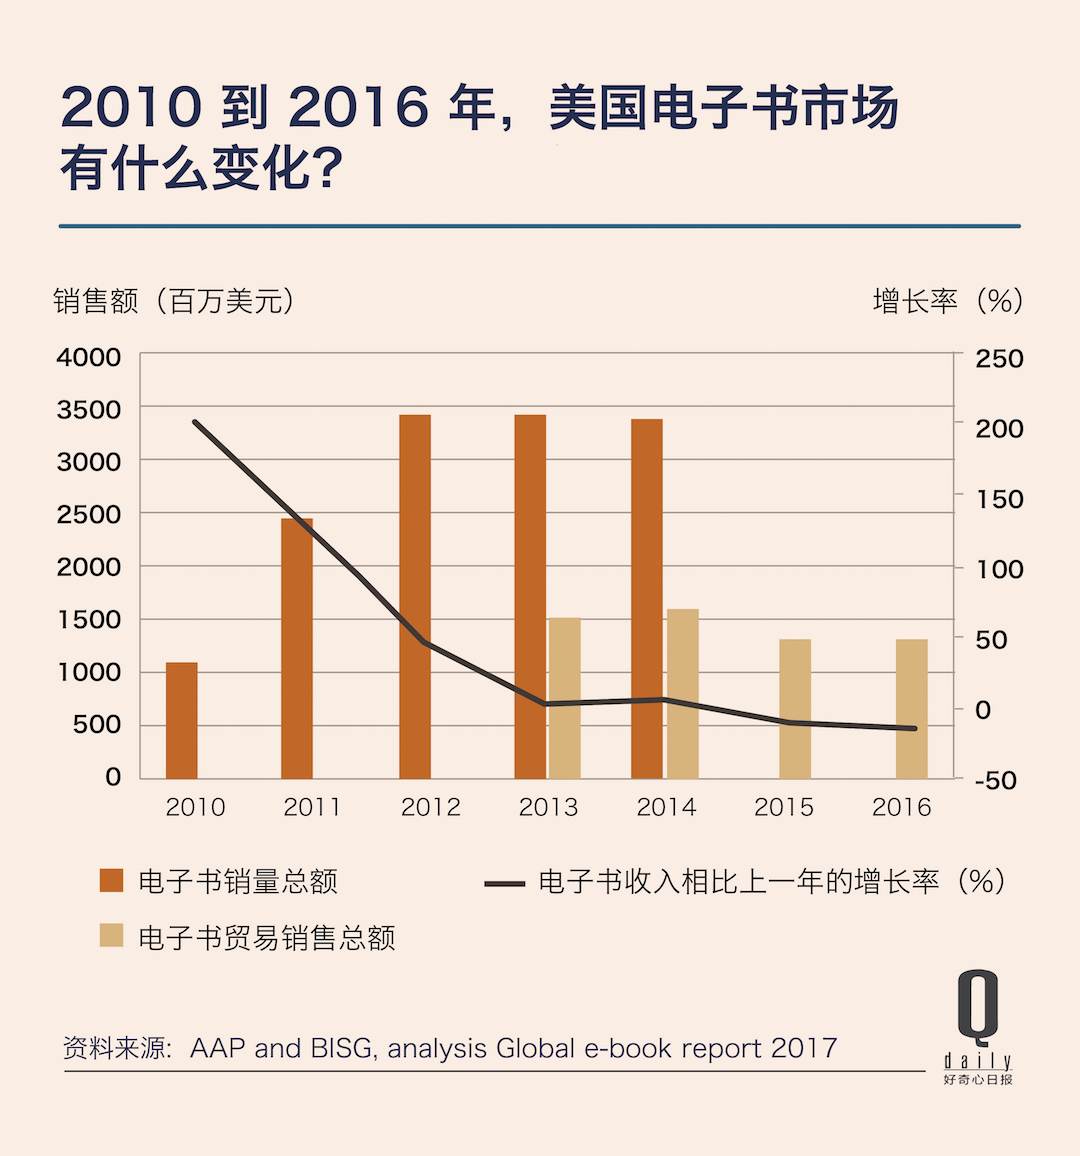 2010 到 2016 年，美国电子书市场
有什么变化？
销售额（百万美元）
增长率（%）
4000
3500
3000
2500
2000
1500
1000
500
0
250
200
150
100
50
0
-50
2010 2011 2012 2013 2014 2015 2016
电子书销量总额
电子书收入相比上一年的增长率（%）
电子书贸易销售总额
资料来源：AAP and BISG, analysis Global e-book report 2017
Q
daily
好奇心日报